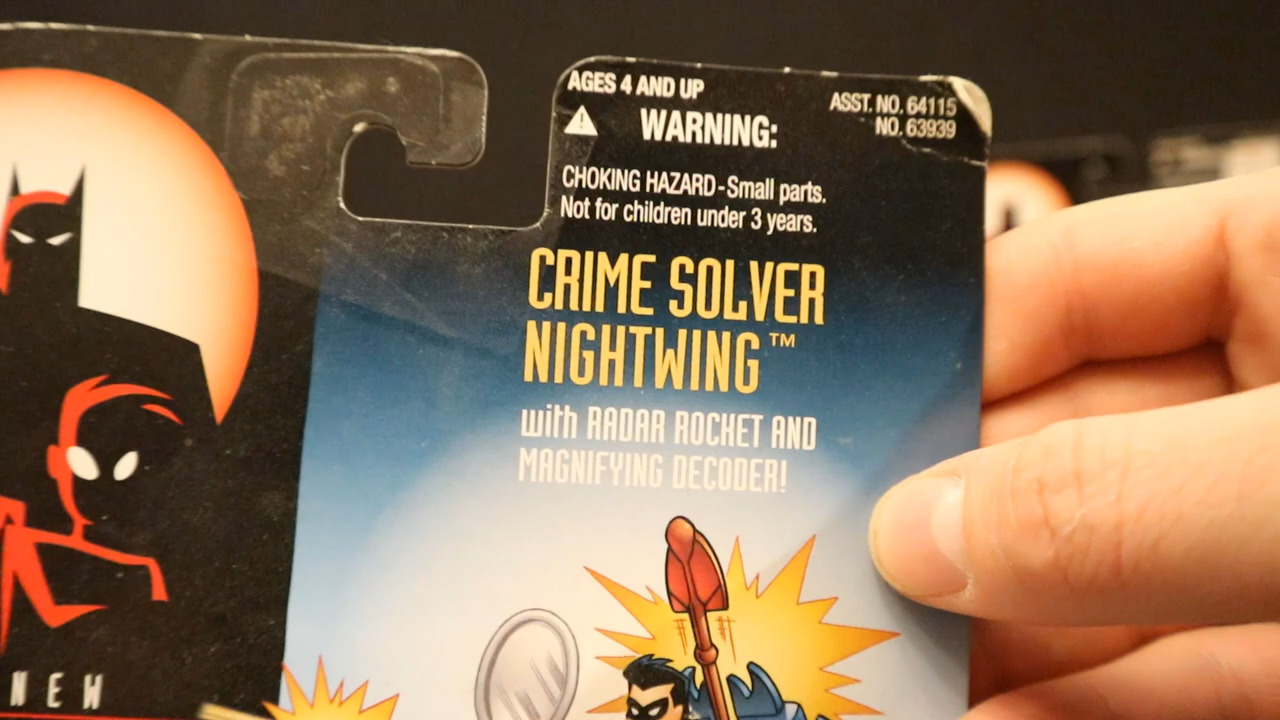 AGES 4 AND UP
WARNING:
CHOKING HAZARD-Small parts.
Not for children under 3 years.
ASST. NO. 64115
NO. 63939
CRIME SOLVER
NIGHTWING™
with RADAR ROCKET AND
MAGNIFYING DECODER!
NEW